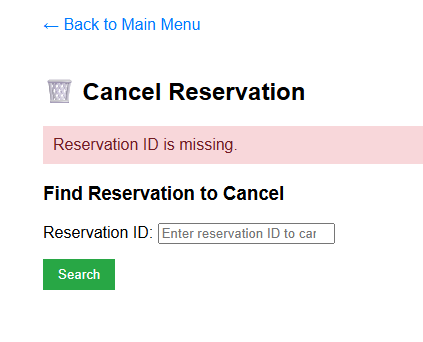 ← Back to Main Menu
Cancel Reservation
Reservation ID is missing.
Find Reservation to Cancel
Reservation ID: Enter reservation ID to car
Search